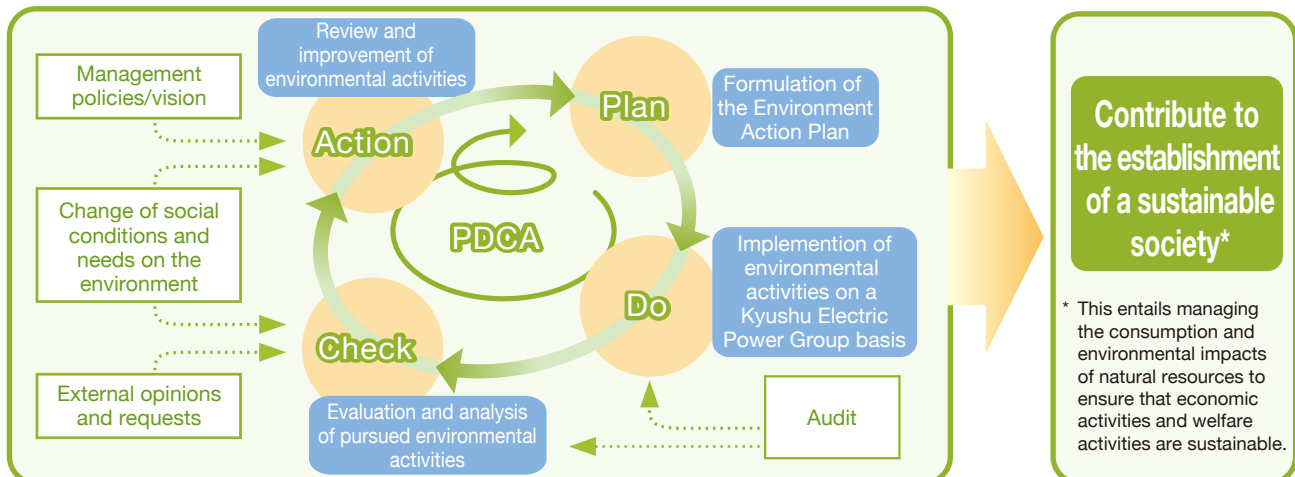 Review and
improvement of
environmental activities
Management
policies/vision
Action
Plan
Formulation of
the Environment
Action Plan
Change of social
conditions and
needs on the
environment
PDCA
Implemention of
environmental
activities on a
Kyushu Electric
Power Group basis
Do
Check
External opinions
and requests
Evaluation and analysis
of pursued environmental
activities
Audit
Contribute to
the establishment
of a sustainable
society*
* This entails managing
the consumption and
environmental impacts
of natural resources to
ensure that economic
activities and welfare
activities are sustainable.